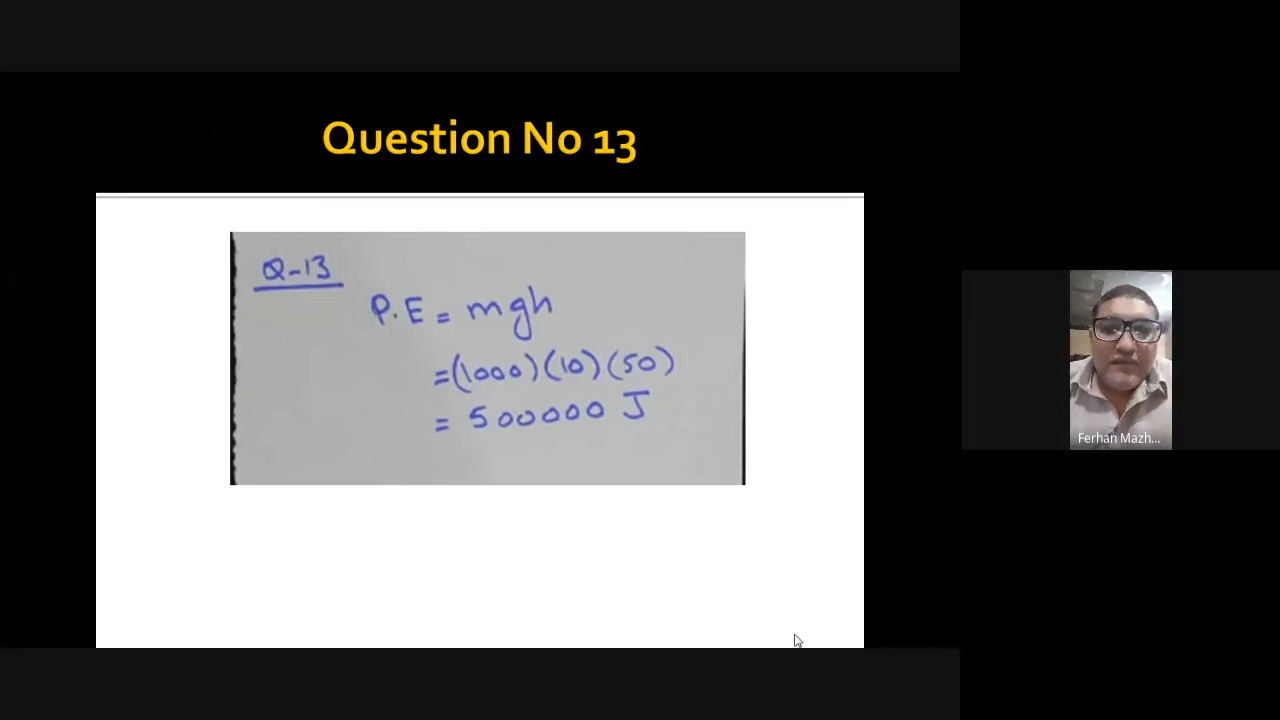 Question No 13
Q-13
P.E = mgh
=(1000)(10)(50)
= 500000 J
Ferhan Mazh...